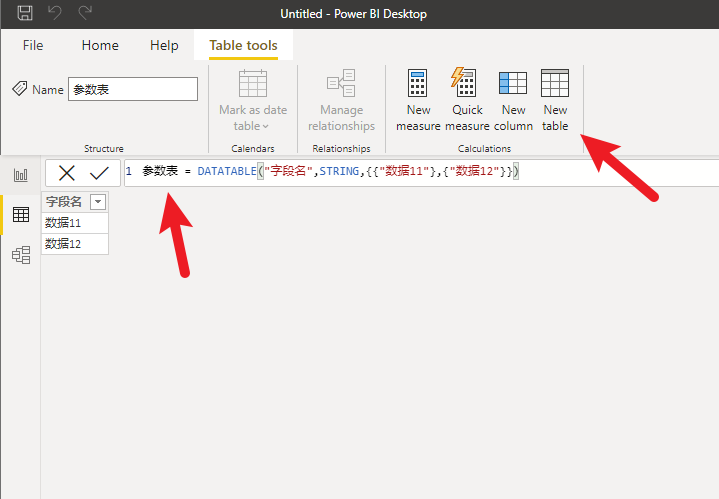 Untitled - Power BI Desktop
File Home Help Table tools
Name 参数表
Mark as date
table
Manage
relationships
New
measure
Quick
measure
New
column
New
table
Structure Calendars Relationships Calculations
1 参数表 = DATATABLE("字段名",STRING,{{"数据11"},{"数据12"}})
字段名
数据11
数据12